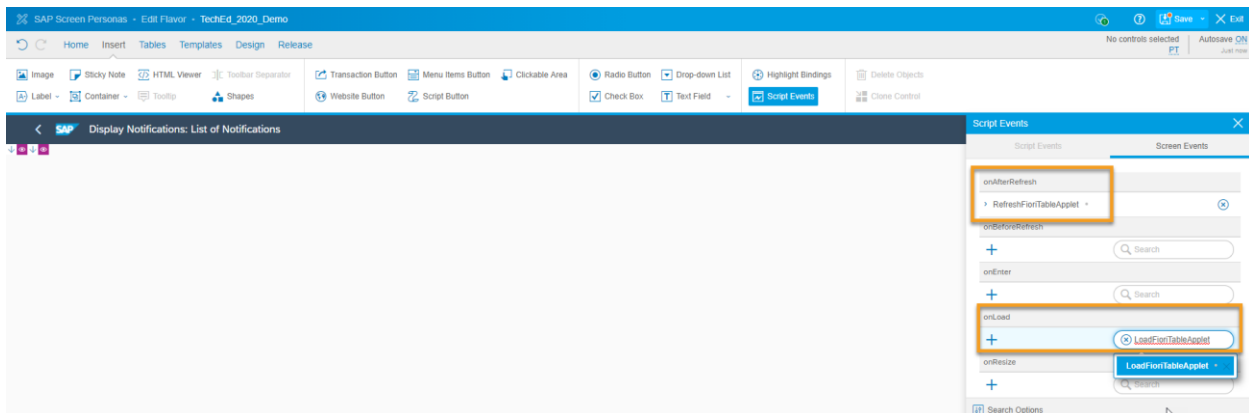 SAP Screen Personas - Edit Flavor - TechEd_2020_Demo
Save
Exit
Home Insert Tables Templates Design Release
No controls selected
PT
Autosave ON
Just now
Image Sticky Note HTML Viewer Toolbar Separator Transaction Button Menu Items Button Clickable Area Radio Button Drop-down List Highlight Bindings Delete Objects
Label Container Tooltip Shapes Website Button Script Button Check Box Text Field Script Events Clone Control
SAP Display Notifications: List of Notifications
Script Events
Script Events Screen Events
onAfterRefresh
RefreshFioriTableApplet
onBeforeRefresh
Search
onEnter
Search
onLoad
LoadFioriTableApplet
onResize
LoadFioriTableApplet
Search
Search Options